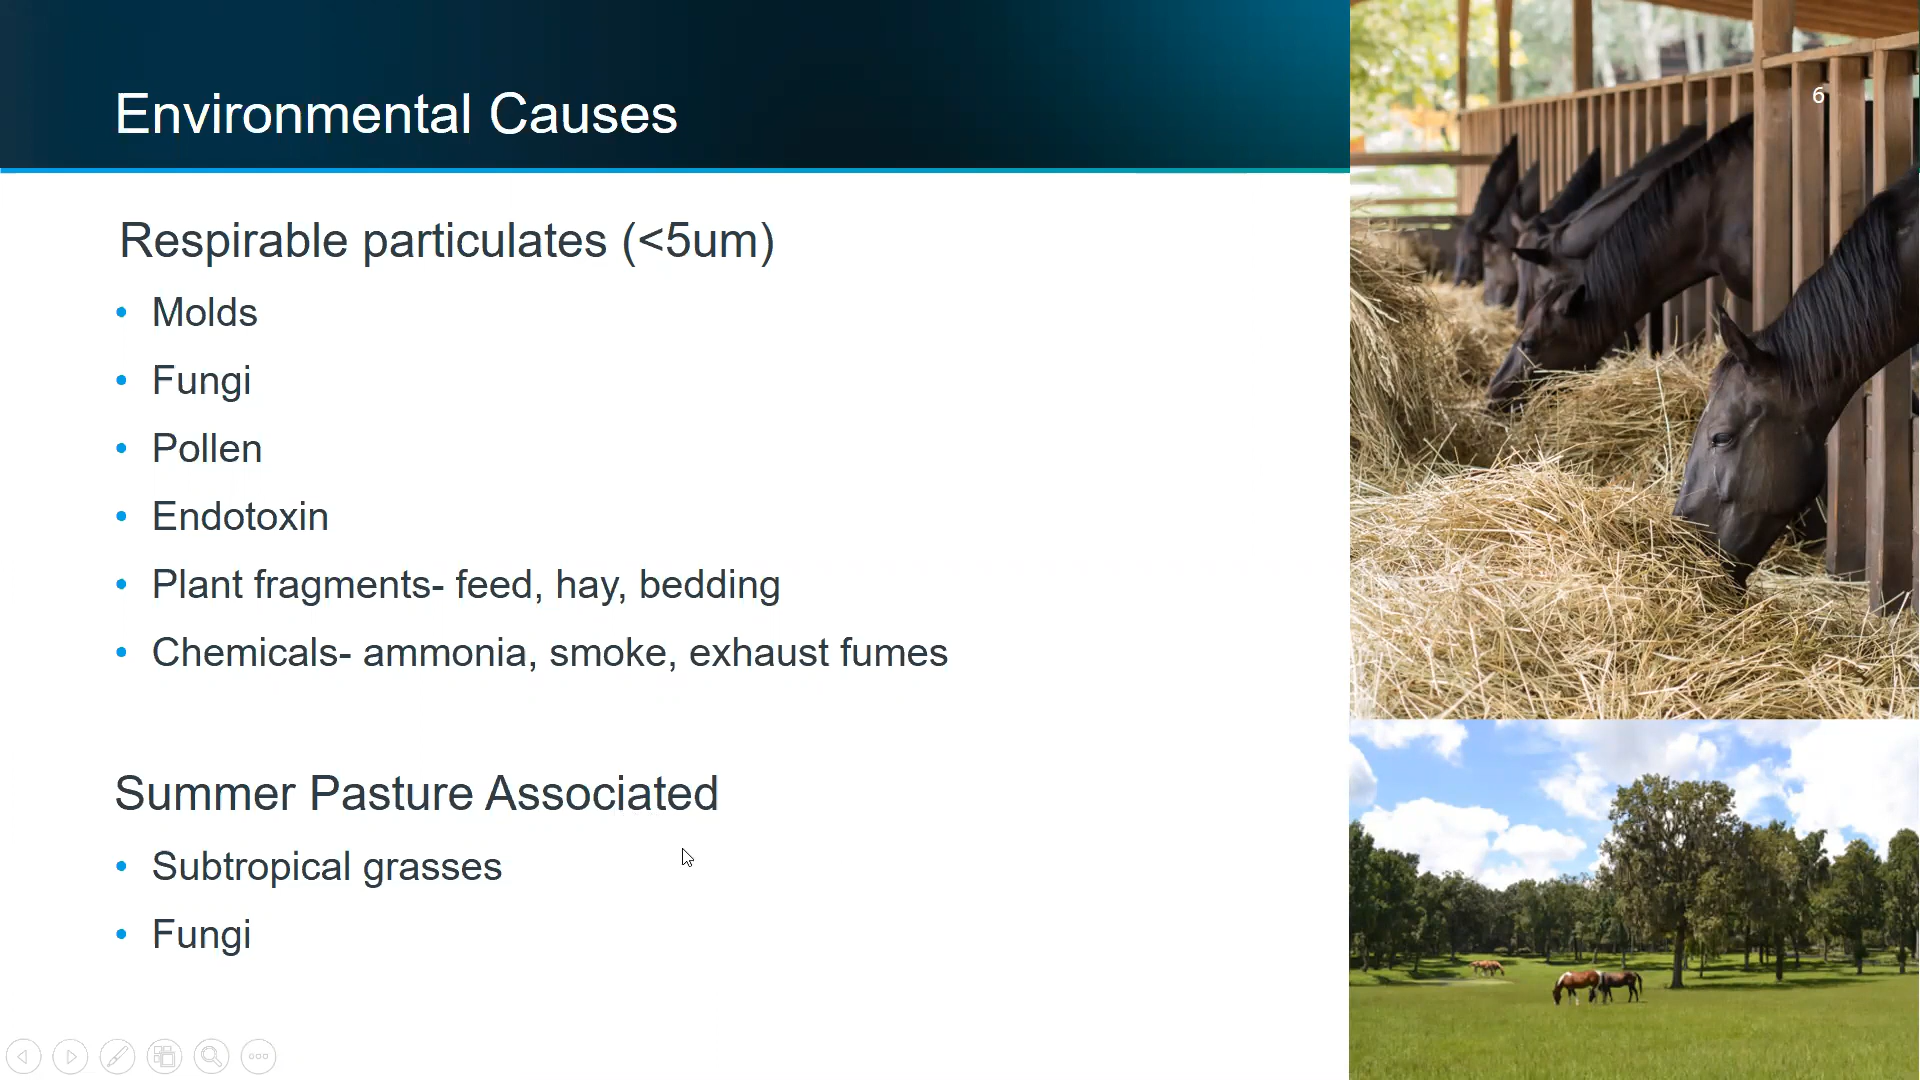 Environmental Causes
6
Respirable particulates (<5um)
• Molds
• Fungi
• Pollen
• Endotoxin
• Plant fragments- feed, hay, bedding
• Chemicals- ammonia, smoke, exhaust fumes
Summer Pasture Associated
• Subtropical grasses
• Fungi